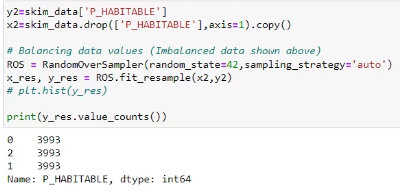 y2=skim_data['P_HABITABLE']
x2=skim_data.drop(['P_HABITABLE'],axis=1).copy()
# Balancing data values (Imbalanced data shown above)
ROS = RandomOverSampler(random_state=42,sampling_strategy='auto')
x_res, y_res = ROS.fit_resample(x2,y2)
# plt.hist(y_res)
print(y_res.value_counts())
0    3993
2    3993
1    3993
Name: P_HABITABLE, dtype: int64